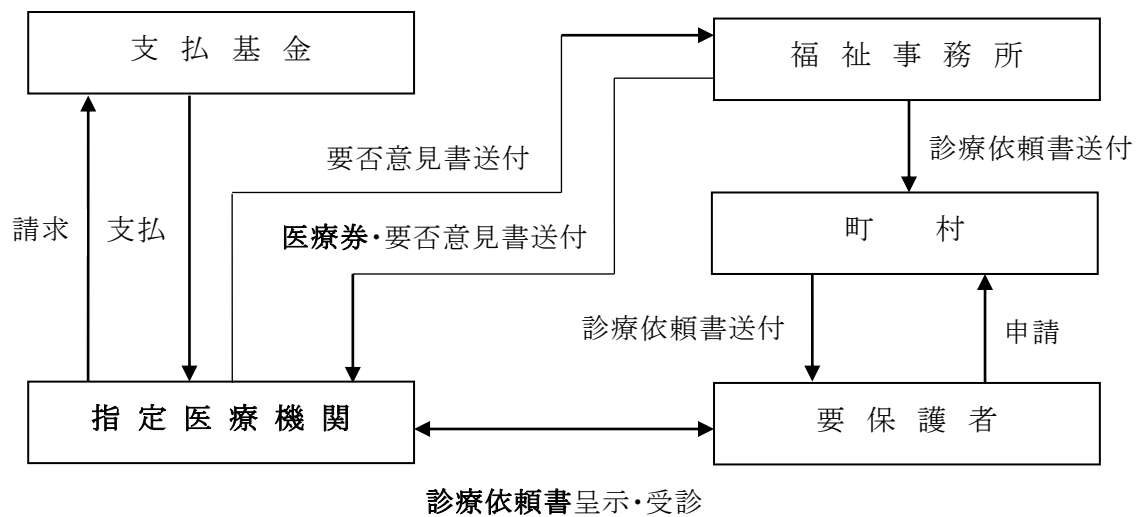 支払基金
福祉事務所
要否意見書送付
診療依頼書送付
請求
支払
医療券・要否意見書送付
町村
診療依頼書送付
申請
指定医療機関
要保護者
診療依頼書呈示・受診